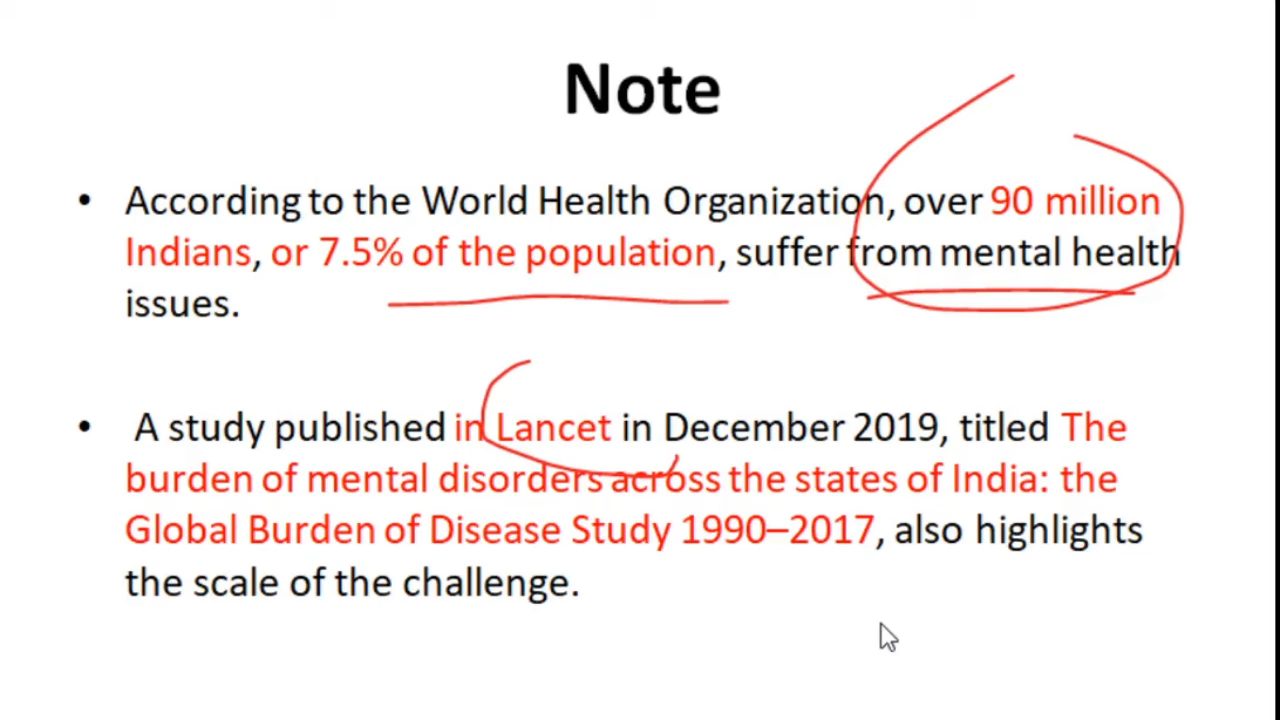 Note
• According to the World Health Organization, over 90 million
Indians, or 7.5% of the population, suffer from mental health
issues.
• A study published in Lancet in December 2019, titled The
burden of mental disorders across the states of India: the
Global Burden of Disease Study 1990–2017, also highlights
the scale of the challenge.